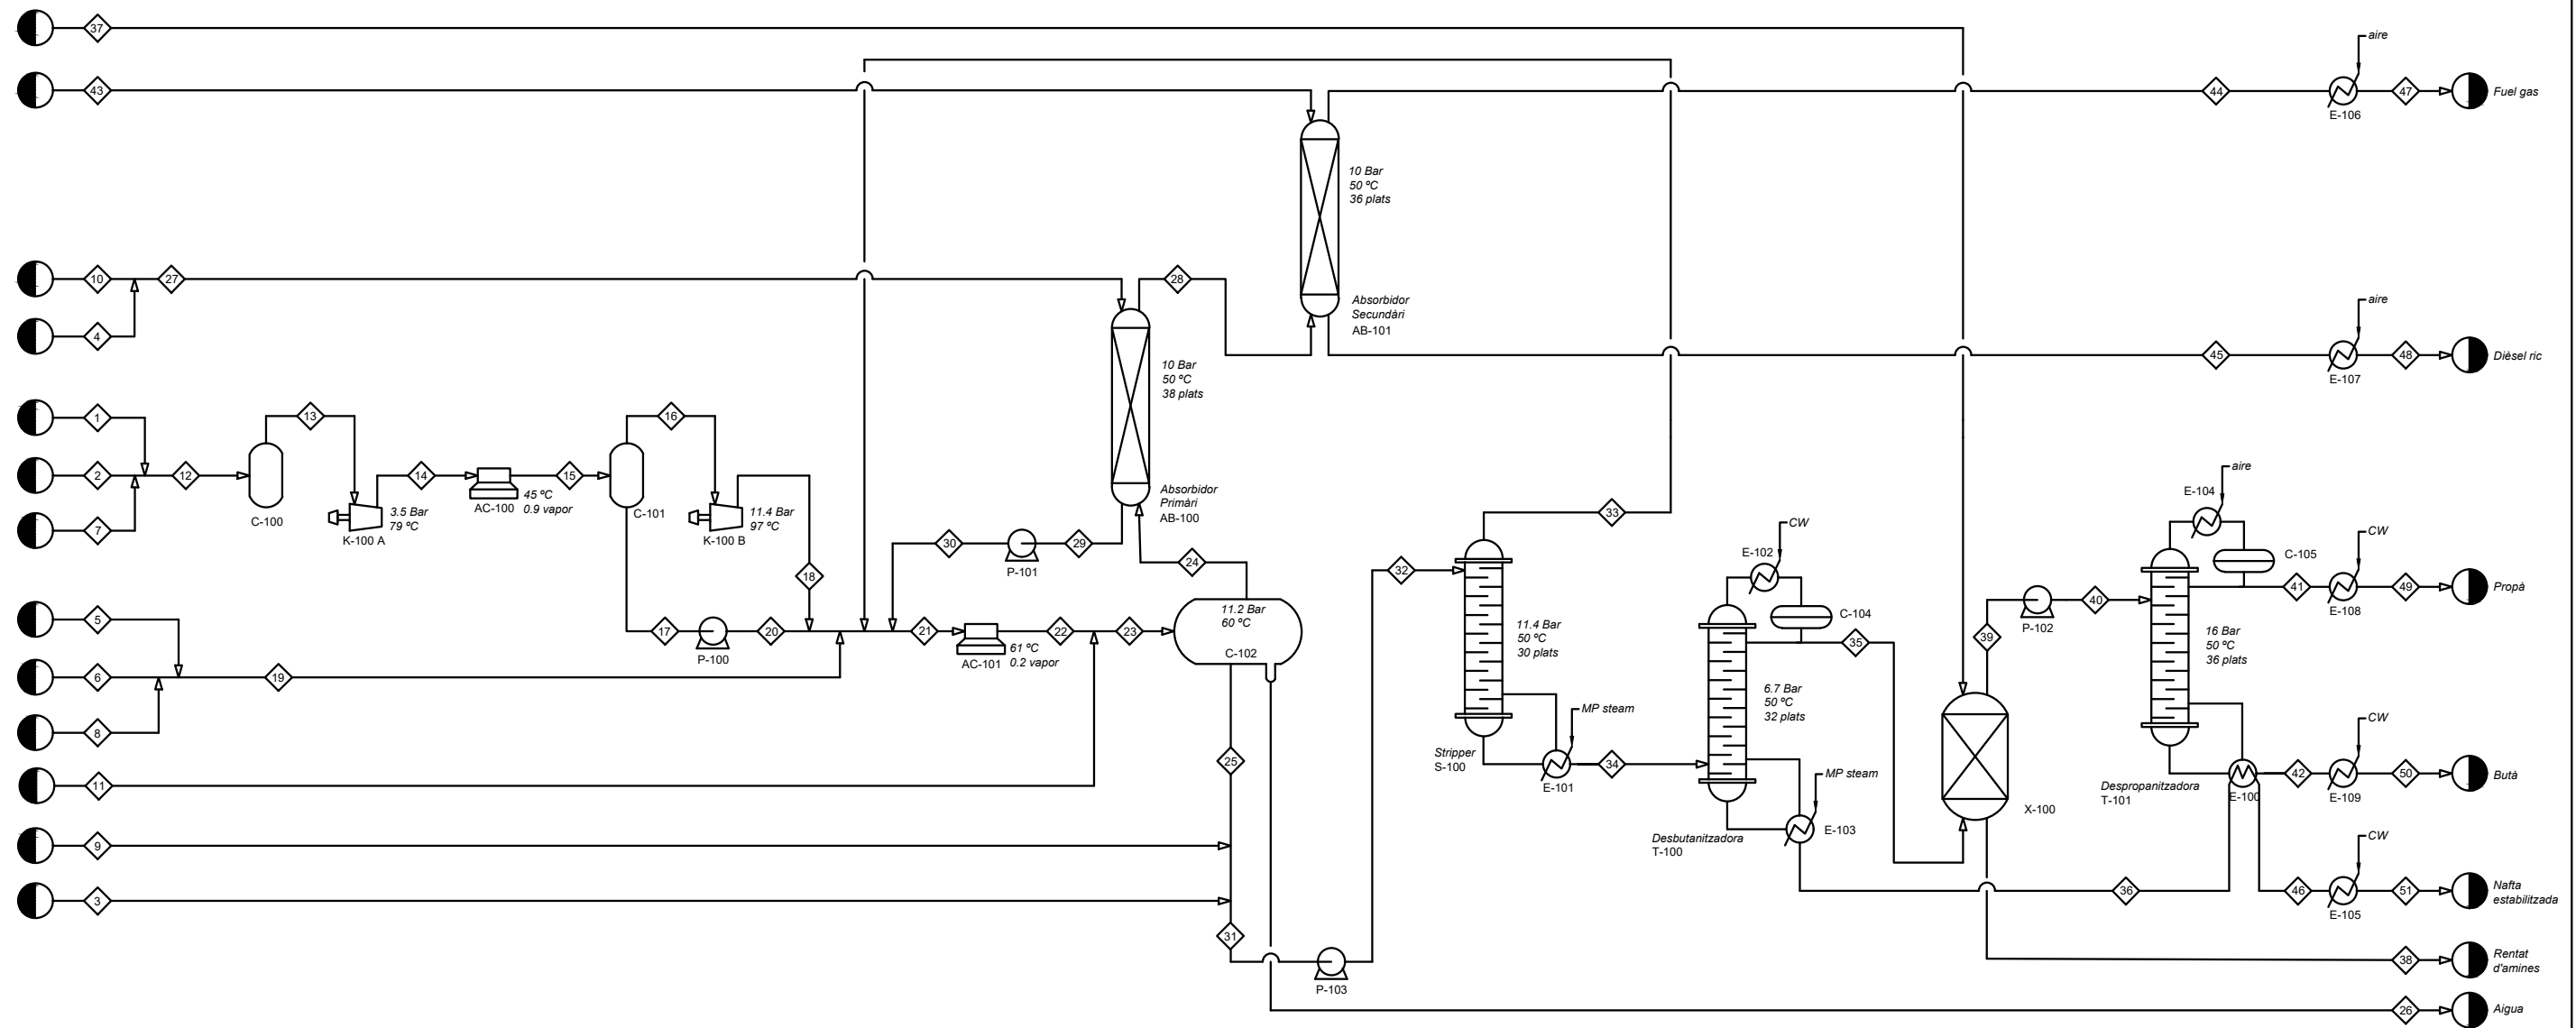 37
aire
43
44
47
Fuel gas
E-106
10 Bar
50 ºC
36 plats
10
27
28
4
Absorbidor
Secundàri
AB-101
aire
45
48
Dièsel ric
E-107
10 Bar
50 ºC
38 plats
1
13
16
2
12
14
15
7
C-100
3.5 Bar
79 ºC
K-100 A
AC-100
45 ºC
0.9 vapor
C-101
11.4 Bar
97 ºC
K-100 B
Absorbidor
Primàri
AB-100
30
29
P-101
24
18
33
32
aire
E-104
C-105
CW
41
49
Propà
E-108
CW
E-102
C-104
35
P-102
40
39
16 Bar
50 ºC
36 plats
5
6
19
8
17
P-100
20
21
AC-101
61 ºC
0.2 vapor
22
23
11.2 Bar
60 ºC
C-102
11.4 Bar
50 ºC
30 plats
6.7 Bar
50 ºC
32 plats
MP steam
Stripper
S-100
E-101
34
MP steam
E-103
Desbutanitzadora
T-100
X-100
Despropanitzadora
T-101
E-100
42
CW
E-109
50
Butà
11
25
9
3
31
P-103
36
46
CW
E-105
51
Nafta
estabilitzada
38
Rentat
d'amines
26
Aigua